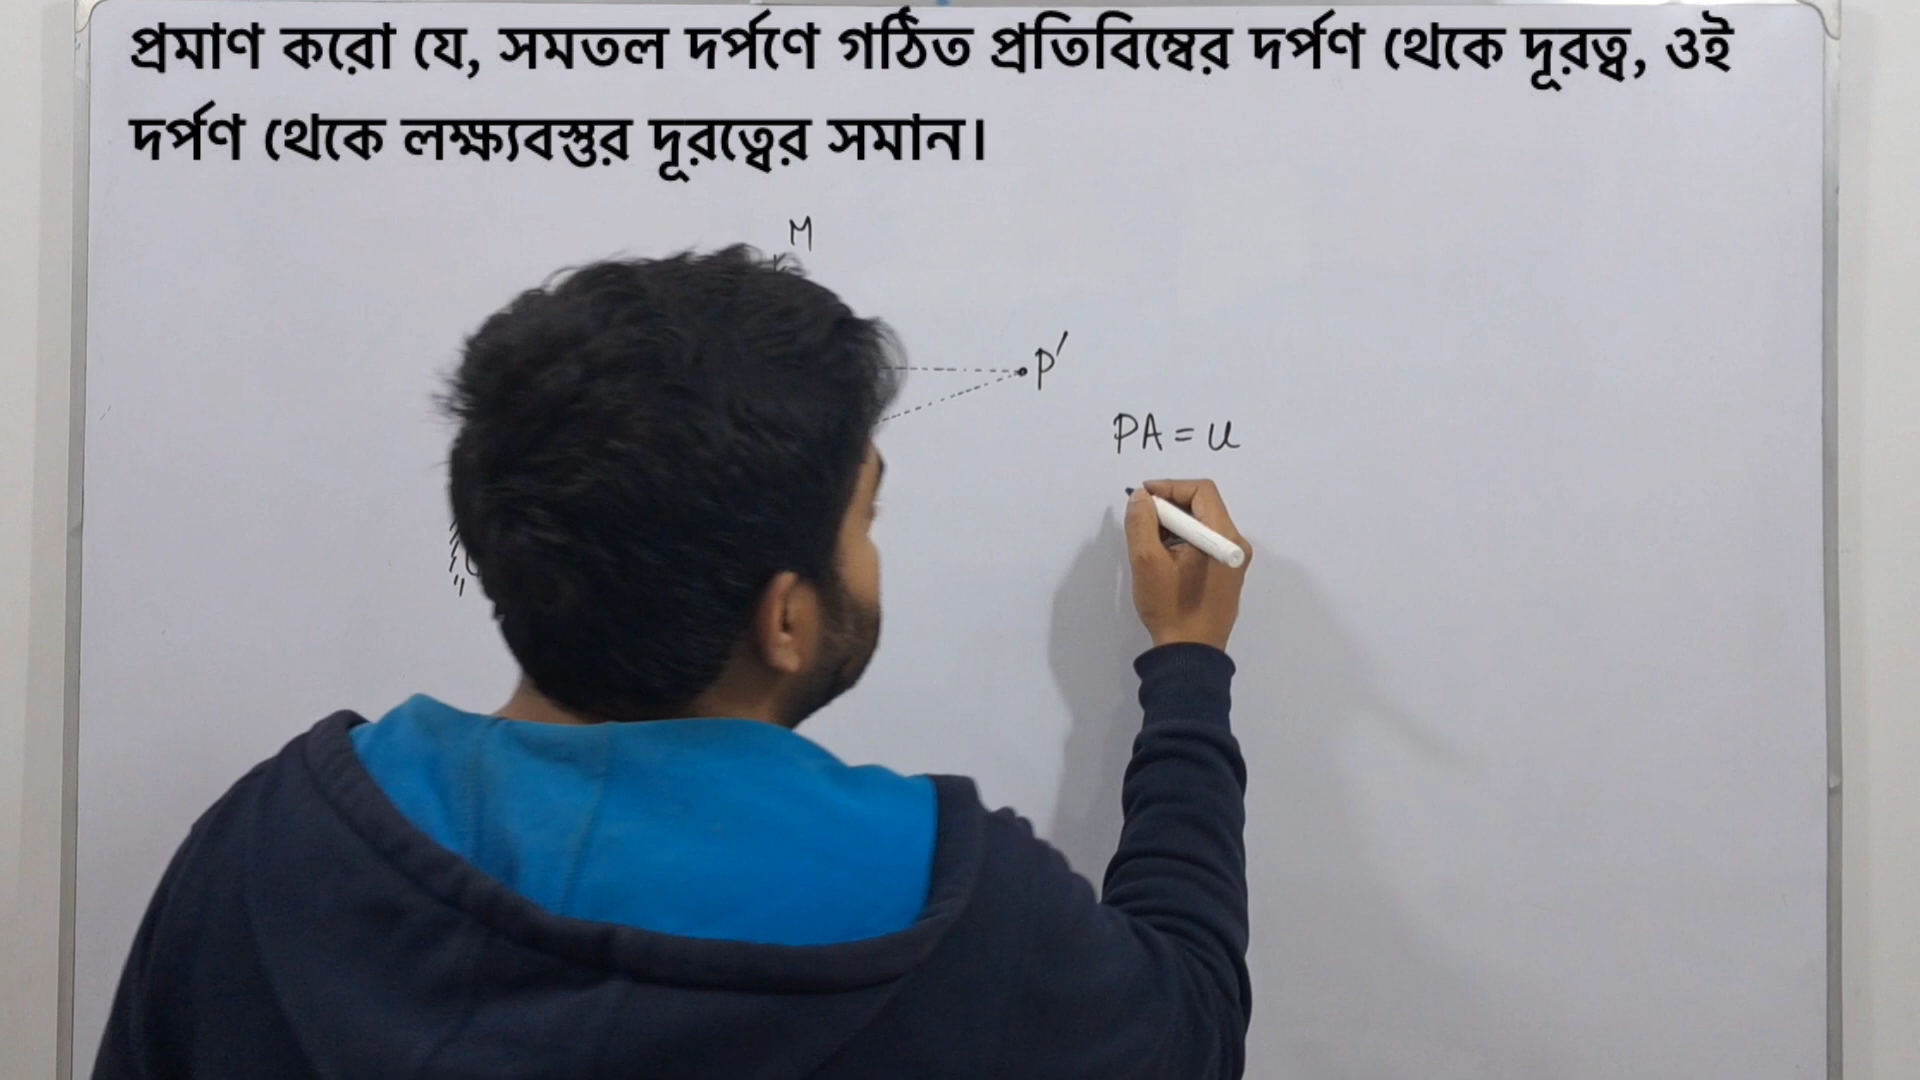 প্রমাণ করো যে, সমতল দর্পণে গঠিত প্রতিবিম্বের দর্পণ থেকে দূরত্ব, ওই
দর্পণ থেকে লক্ষ্যবস্তুর দূরত্বের সমান।
M
P′
PA = u